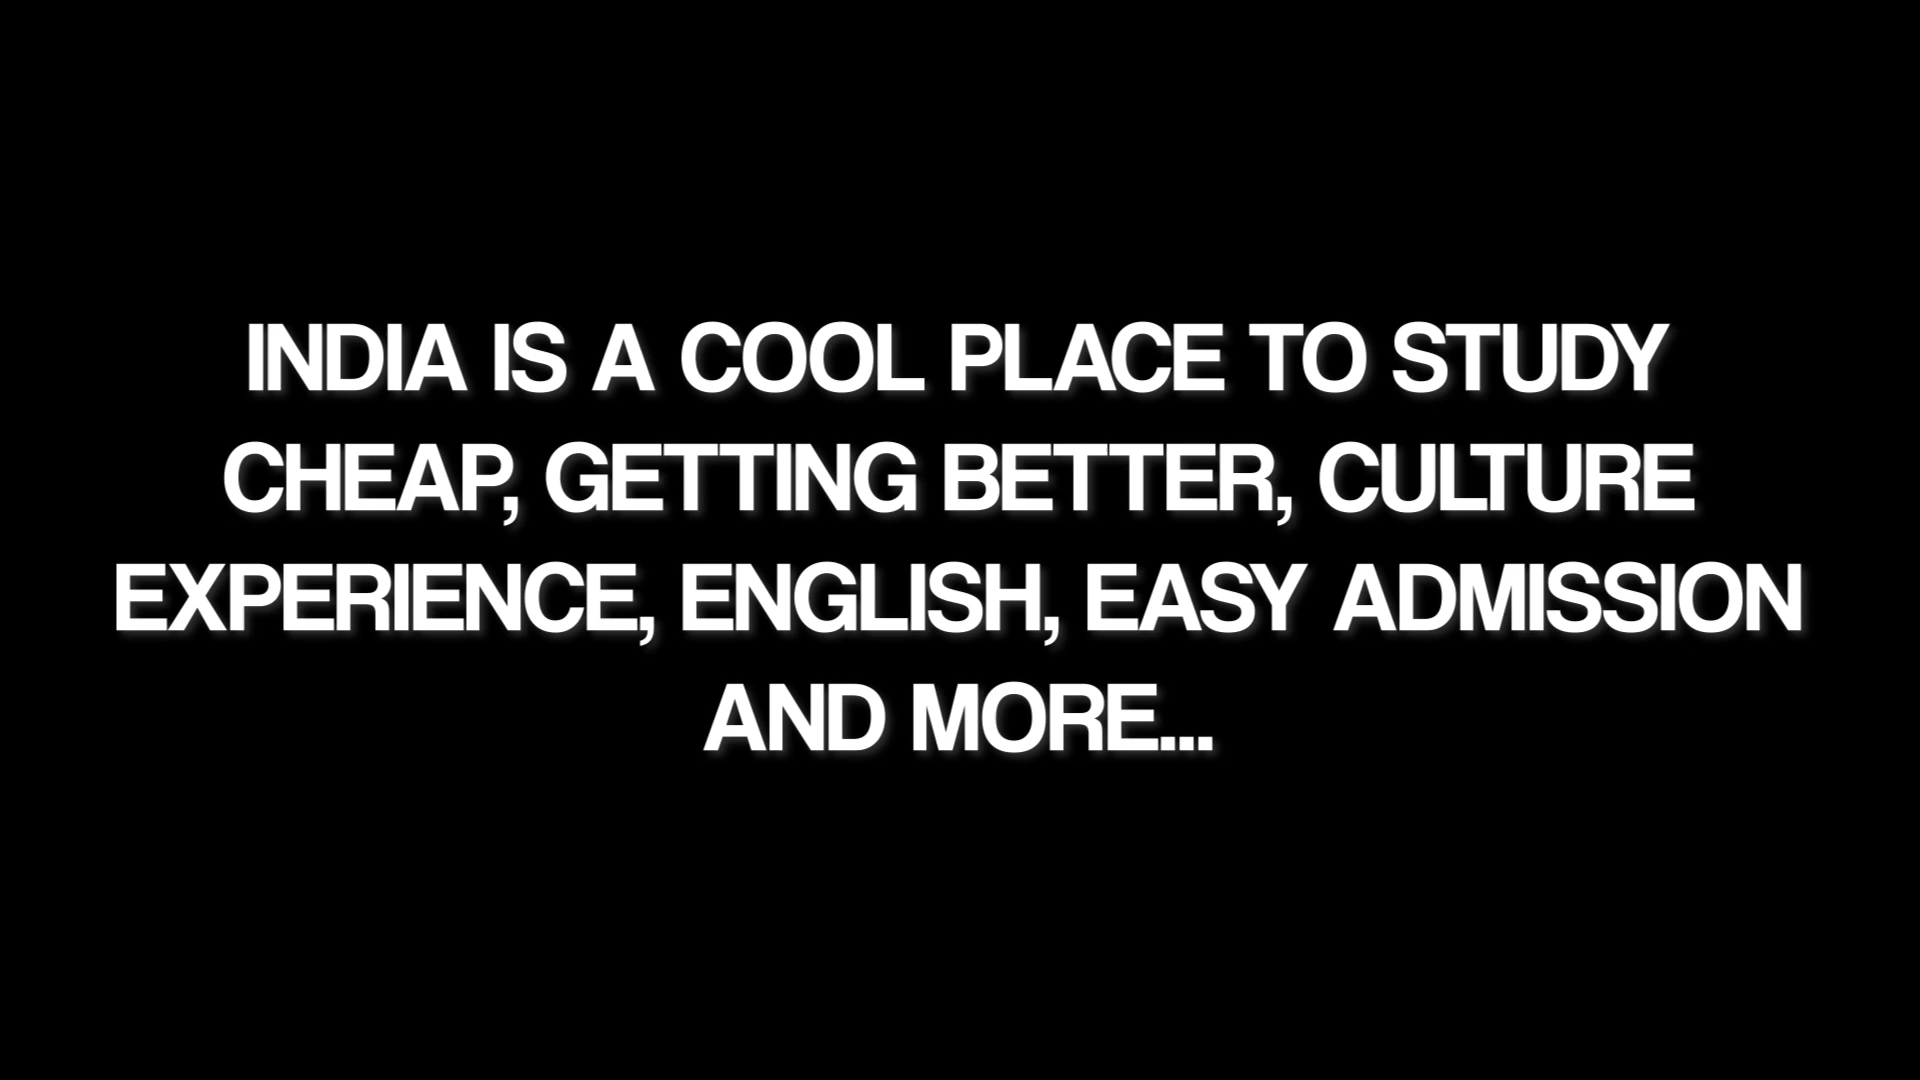 INDIA IS A COOL PLACE TO STUDY
CHEAP, GETTING BETTER, CULTURE
EXPERIENCE, ENGLISH, EASY ADMISSION
AND MORE...